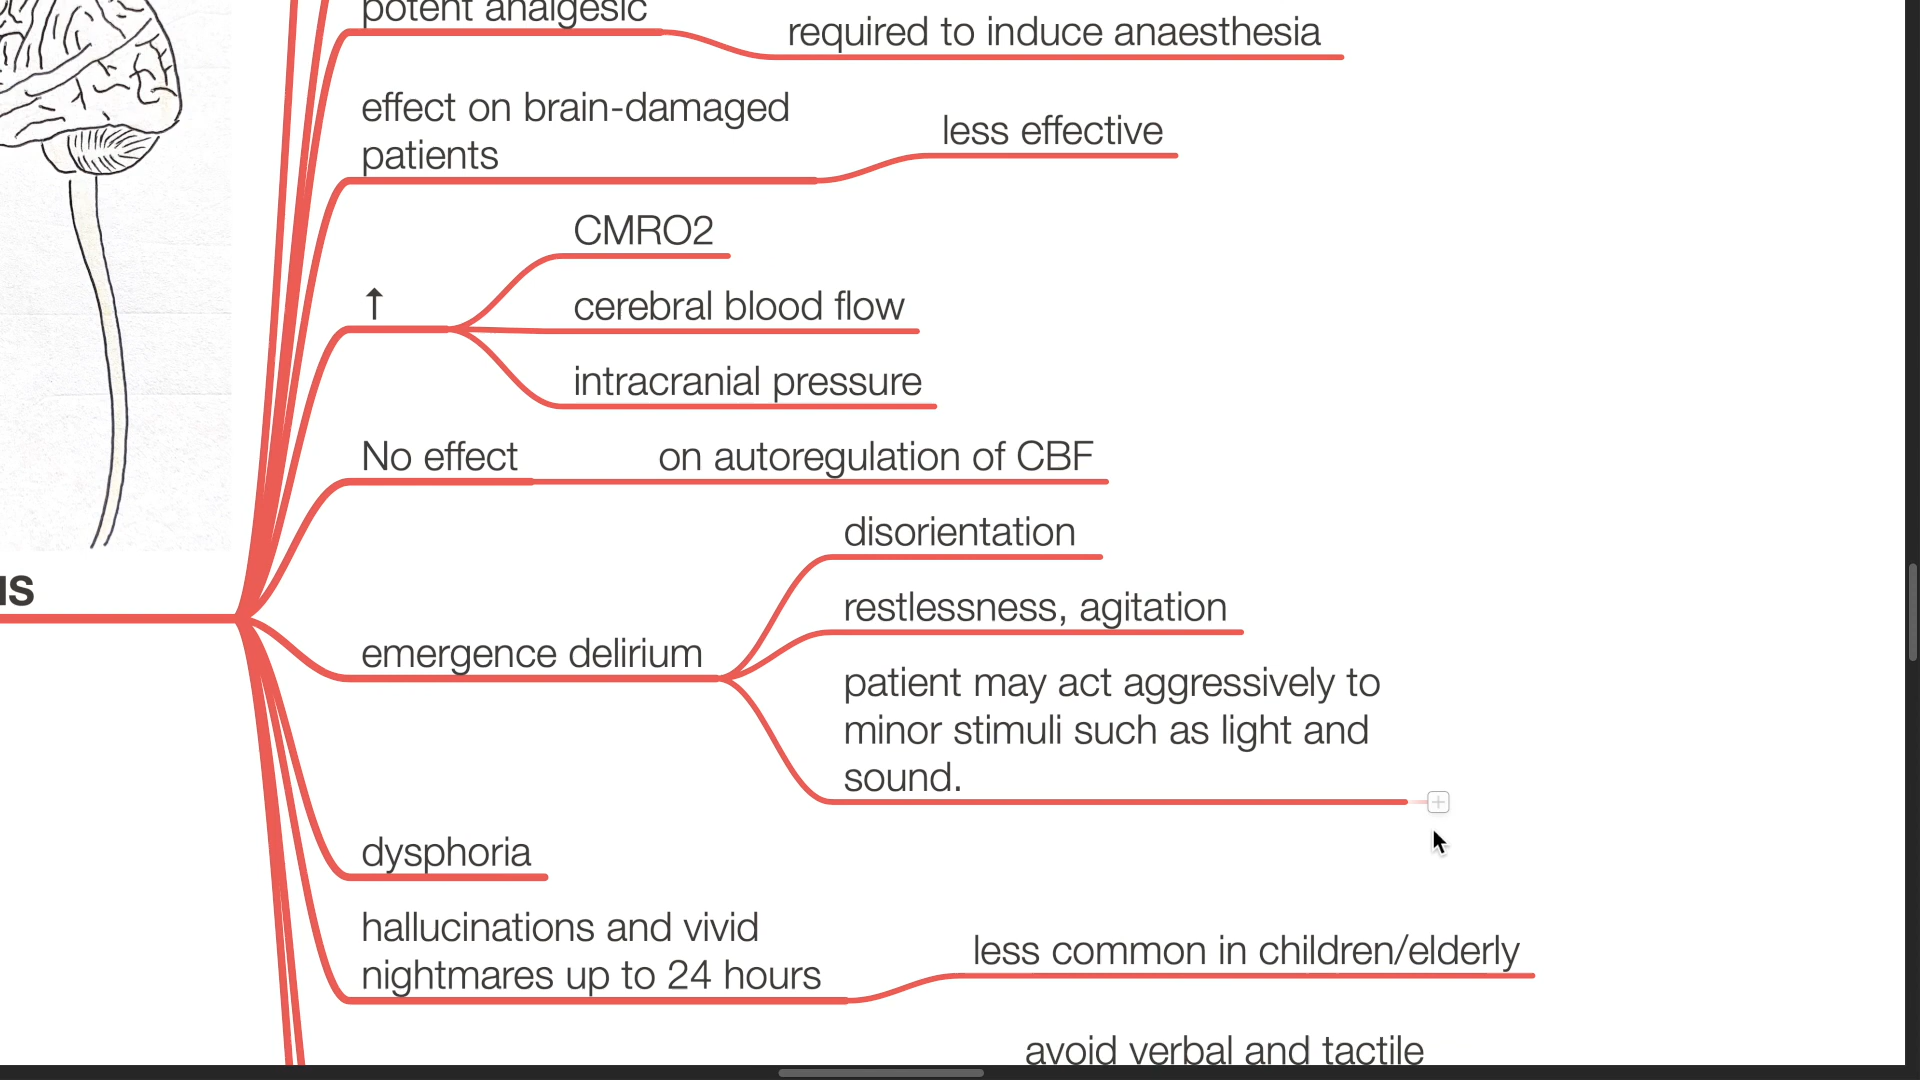 potent analgesic
required to induce anaesthesia
effect on brain-damaged
patients
less effective
↑
CMRO2
cerebral blood flow
intracranial pressure
No effect
on autoregulation of CBF
emergence delirium
disorientation
restlessness, agitation
patient may act aggressively to
minor stimuli such as light and
sound.
dysphoria
hallucinations and vivid
nightmares up to 24 hours
less common in children/elderly
avoid verbal and tactile